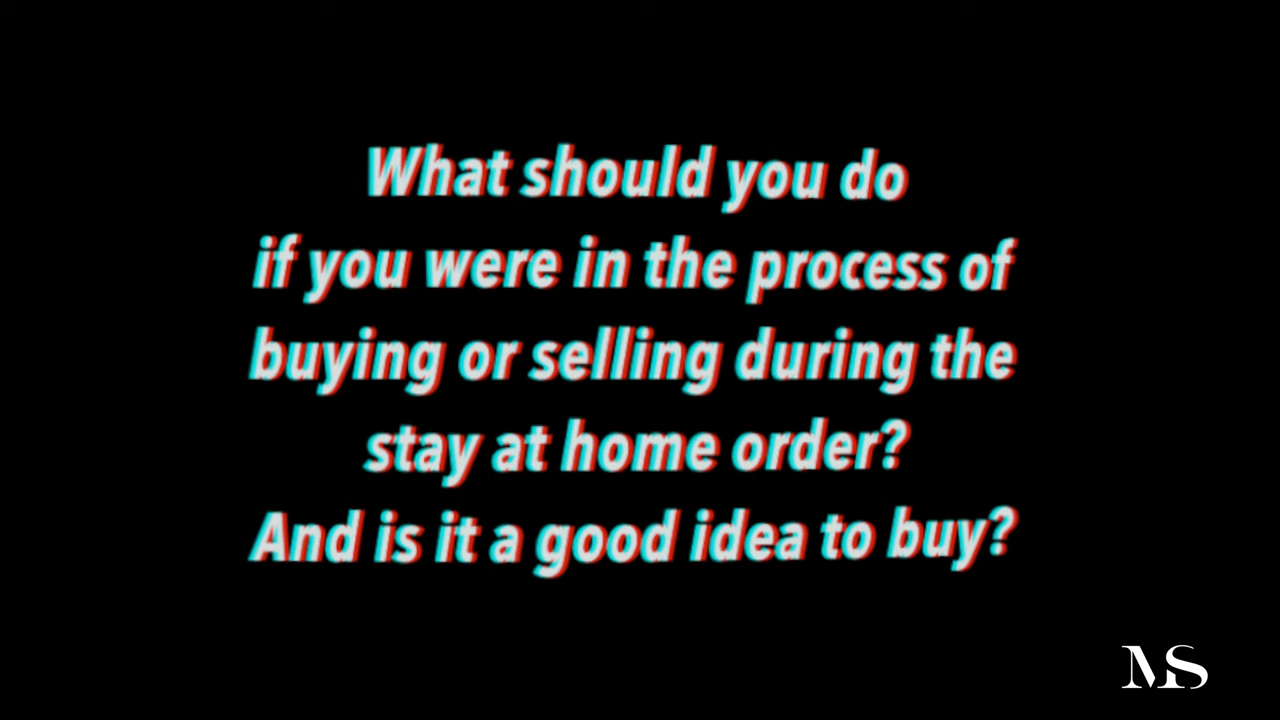 What should you do
if you were in the process of
buying or selling during the
stay at home order?
And is it a good idea to buy?
MS